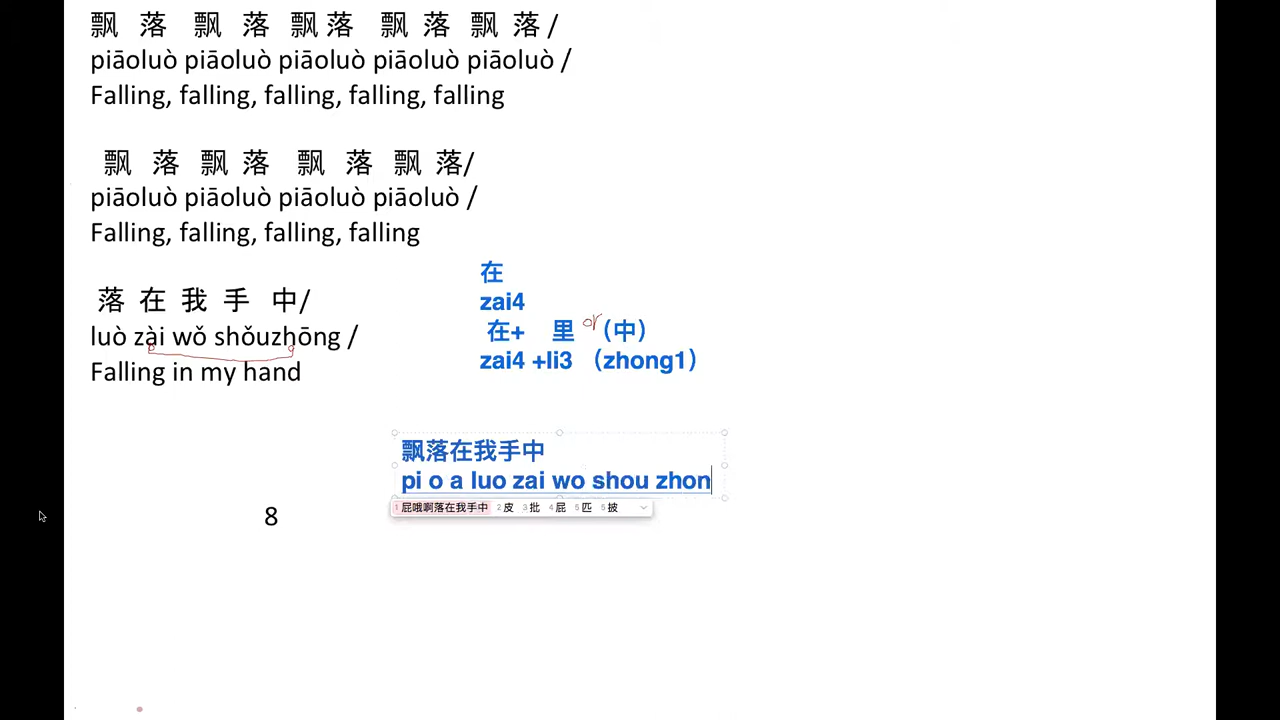 飘 落 飘 落 飘 落 飘 落 飘 落 /
piāoluò piāoluò piāoluò piāoluò piāoluò /
Falling, falling, falling, falling, falling
飘 落 飘 落 飘 落 飘 落/
piāoluò piāoluò piāoluò piāoluò /
Falling, falling, falling, falling
落 在 我 手 中/
luò zài wǒ shǒuzhōng /
Falling in my hand
在
zai4
在+ 里 or（中）
zai4 +li3 （zhong1）
飘落在我手中
pi o a luo zai wo shou zhon
1 屁哦啊落在我手中 2 皮 3 批 4 屁 5 匹 6 披
8